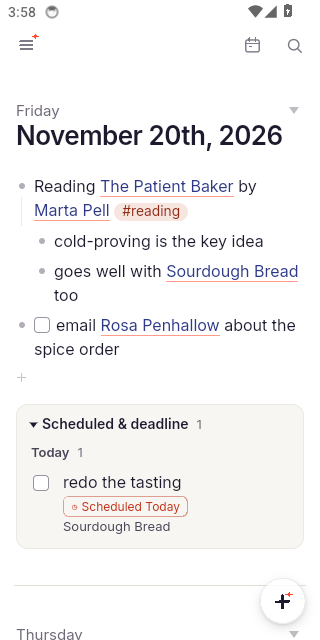 3:58
Friday
November 20th, 2026
Reading The Patient Baker by
Marta Pell #reading
cold-proving is the key idea
goes well with Sourdough Bread
too
email Rosa Penhallow about the
spice order
Scheduled & deadline 1
Today 1
redo the tasting
Scheduled Today
Sourdough Bread
Thursday